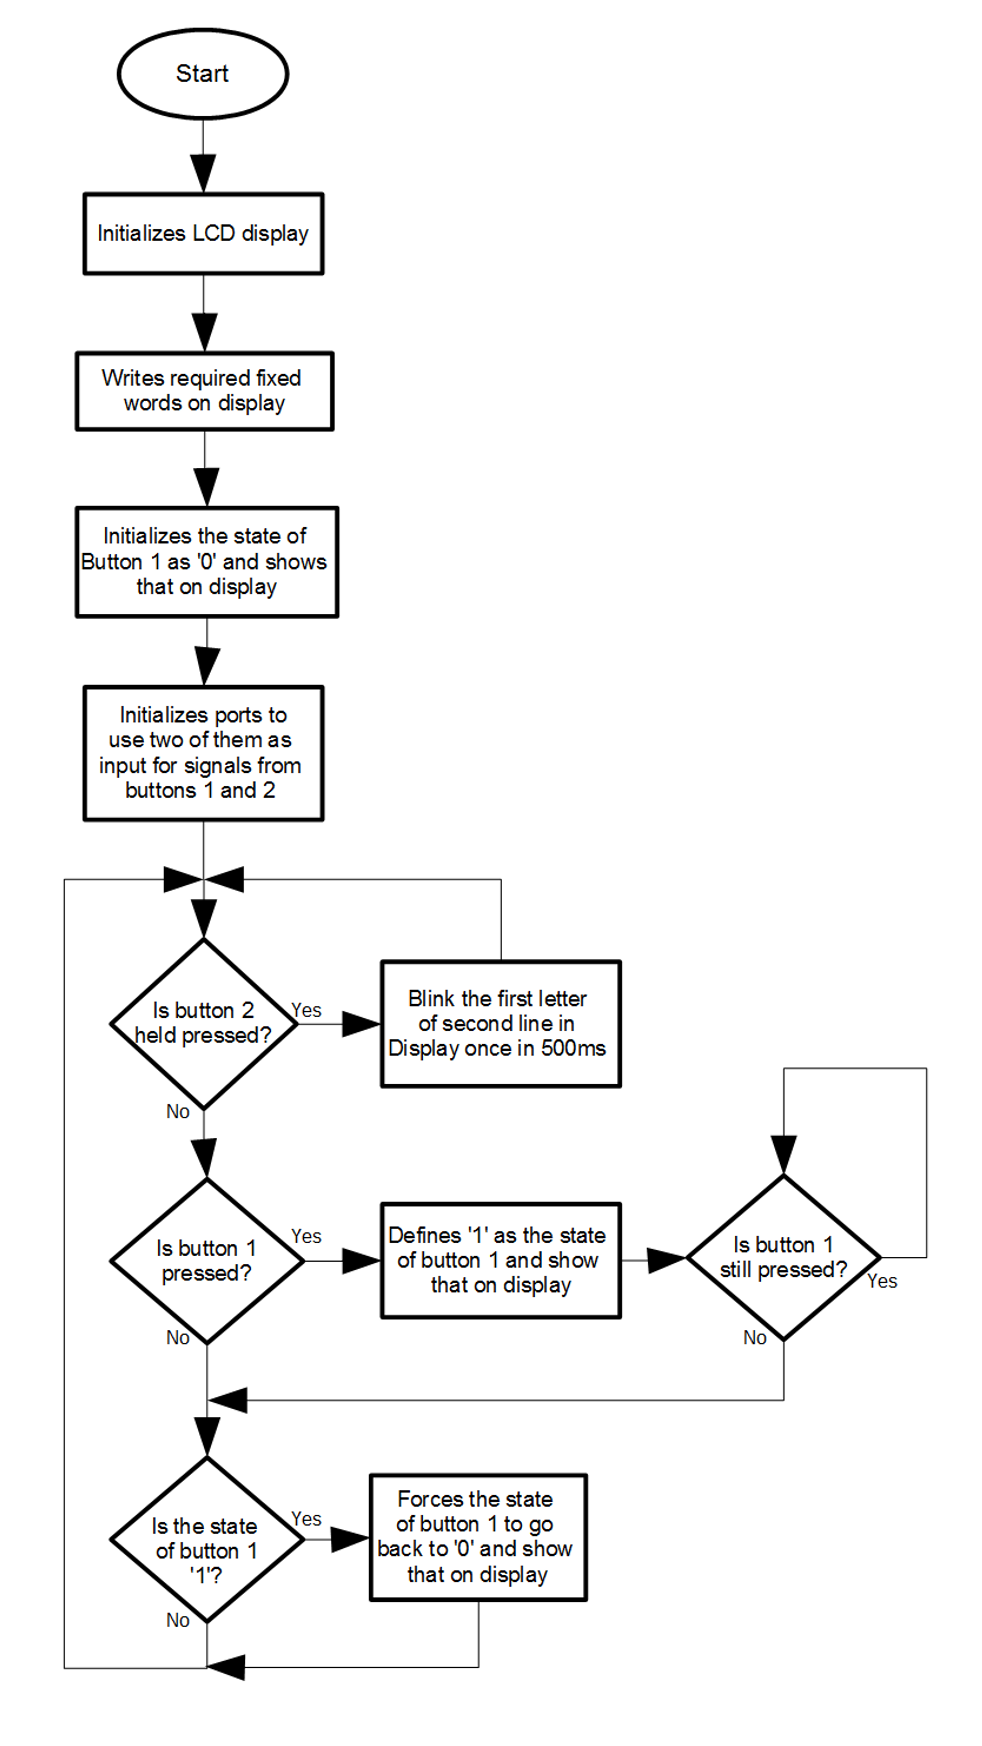 Start
Initializes LCD display
Writes required fixed
words on display
Initializes the state of
Button 1 as '0' and shows
that on display
Initializes ports to
use two of them as
input for signals from
buttons 1 and 2
Is button 2
held pressed?
Yes
Blink the first letter
of second line in
Display once in 500ms
No
Is button 1
pressed?
Yes
Defines '1' as the state
of button 1 and show
that on display
Is button 1
still pressed?
Yes
No
No
Is the state
of button 1
'1'?
Yes
Forces the state
of button 1 to go
back to '0' and show
that on display
No